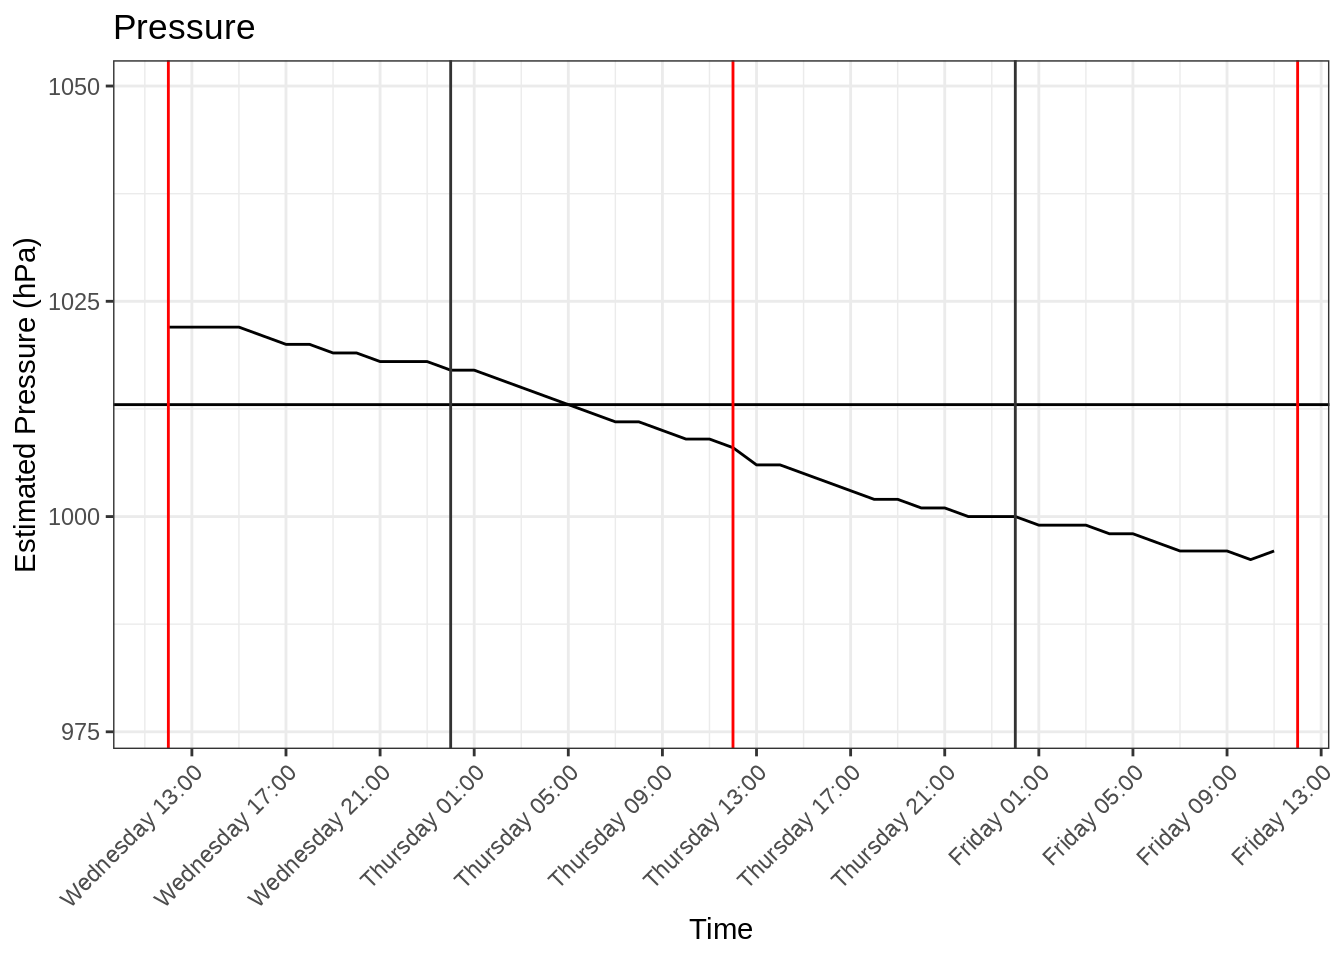 Pressure
Estimated Pressure (hPa)
1050
1025
1000
975
Wednesday 13:00
Wednesday 17:00
Wednesday 21:00
Thursday 01:00
Thursday 05:00
Thursday 09:00
Thursday 13:00
Thursday 17:00
Thursday 21:00
Friday 01:00
Friday 05:00
Friday 09:00
Friday 13:00
Time